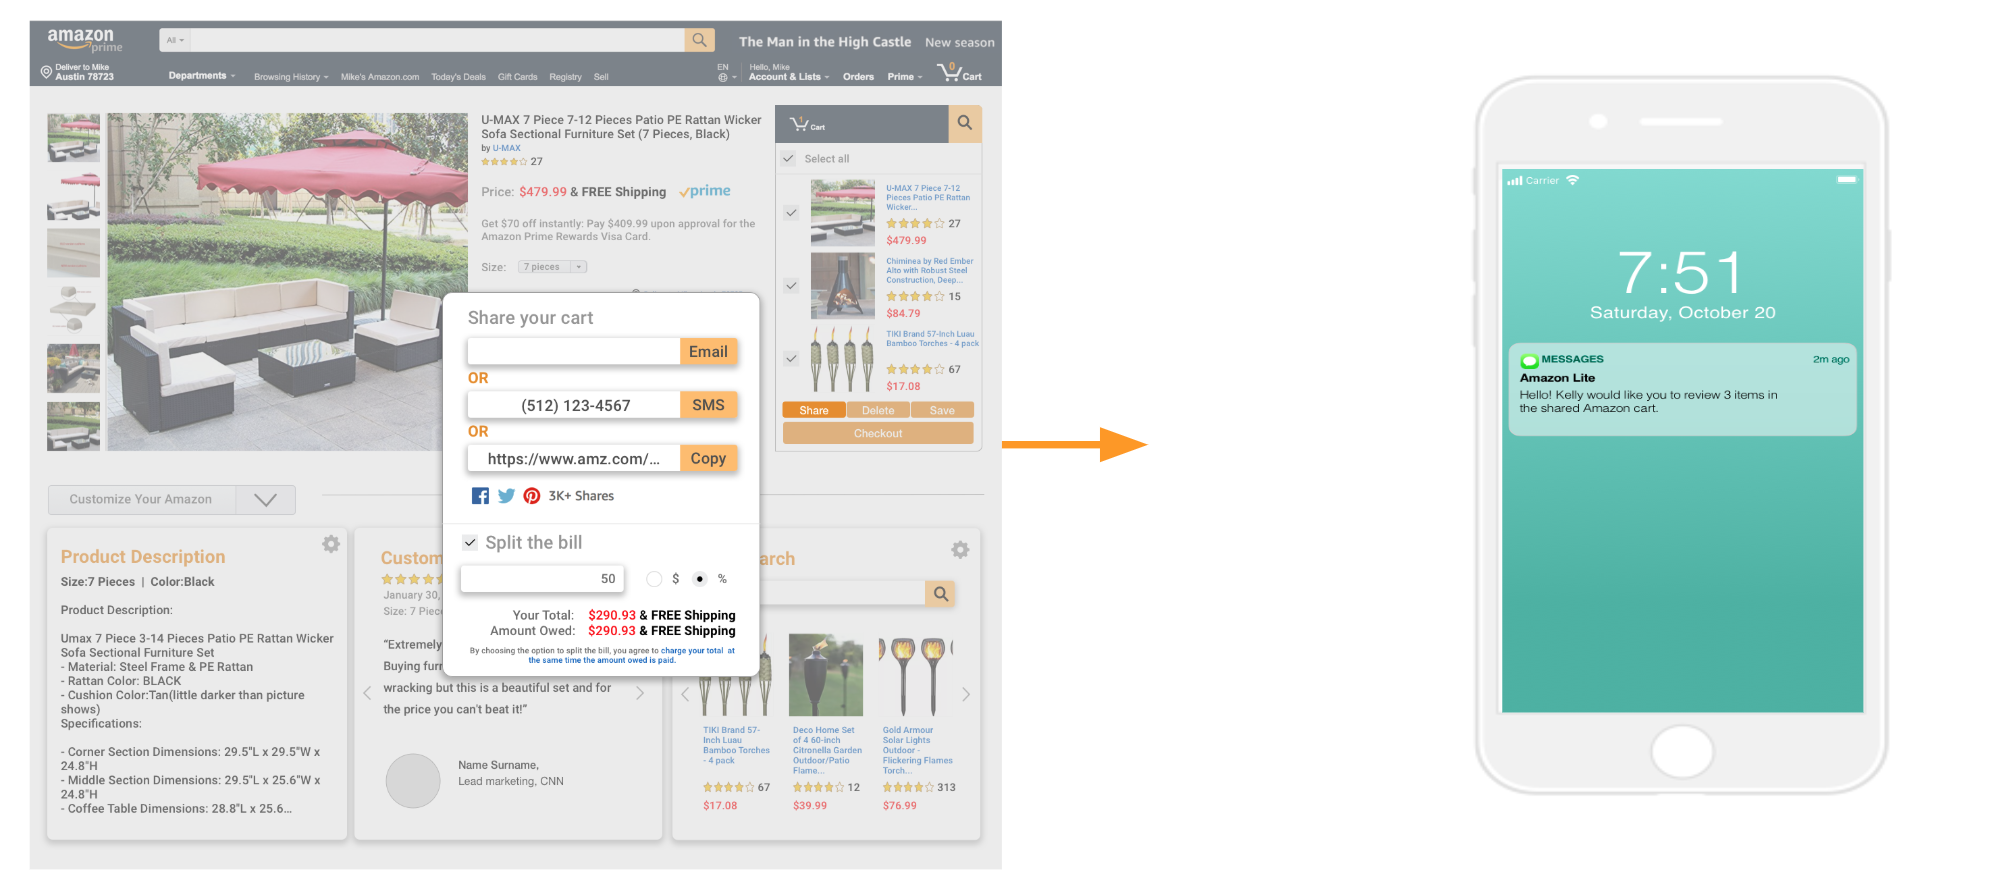 amazon
prime
All
The Man in the High Castle New season
Deliver to Mike
Austin 78723
Departments
Browsing History
Mike's Amazon.com
Today's Deals
Gift Cards
Registry
Sell
EN
Hello, Mike
Account & Lists
Orders
Prime
0
Cart
U-MAX 7 Piece 7-12 Pieces Patio PE Rattan Wicker
Sofa Sectional Furniture Set (7 Pieces, Black)
by U-MAX
27
Price: $479.99 & FREE Shipping prime
Get $70 off instantly: Pay $409.99 upon approval for the
Amazon Prime Rewards Visa Card.
Size: 7 pieces
1
Cart
Select all
U-MAX 7 Piece 7-12
Pieces Patio PE Rattan
Wicker...
27
$479.99
Chiminea by Red Ember
Alto with Robust Steel
Construction, Deep...
15
$84.79
TIKI Brand 57-Inch Luau
Bamboo Torches - 4 pack
67
$17.08
Share
Delete
Save
Checkout
Share your cart
Email
OR
(512) 123-4567 SMS
OR
https://www.amz.com/... Copy
3K+ Shares
Split the bill
50 $ %
Your Total: $290.93 & FREE Shipping
Amount Owed: $290.93 & FREE Shipping
By choosing the option to split the bill, you agree to charge your total at
the same time the amount owed is paid.
Customize Your Amazon
Product Description
Size:7 Pieces | Color:Black
Product Description:
Umax 7 Piece 3-14 Pieces Patio PE Rattan Wicker
Sofa Sectional Furniture Set
- Material: Steel Frame & PE Rattan
- Rattan Color: BLACK
- Cushion Color:Tan(little darker than picture
shows)
Specifications:
- Corner Section Dimensions: 29.5"L x 29.5"W x
24.8"H
- Middle Section Dimensions: 29.5"L x 25.6"W x
24.8"H
- Coffee Table Dimensions: 28.8"L x 25.6...
Custom
January 30,
Size: 7 Piec
“Extremely
Buying furn
wracking but this is a beautiful set and for
the price you can't beat it!”
Name Surname,
Lead marketing, CNN
arch
TIKI Brand 57-
Inch Luau
Bamboo Torches
- 4 pack
67
$17.08
Deco Home Set
of 4 60-inch
Citronella Garden
Outdoor/Patio
Flame...
12
$39.99
Gold Armour
Solar Lights
Outdoor -
Flickering Flames
Torch...
313
$76.99
Carrier
7:51
Saturday, October 20
MESSAGES 2m ago
Amazon Lite
Hello! Kelly would like you to review 3 items in
the shared Amazon cart.